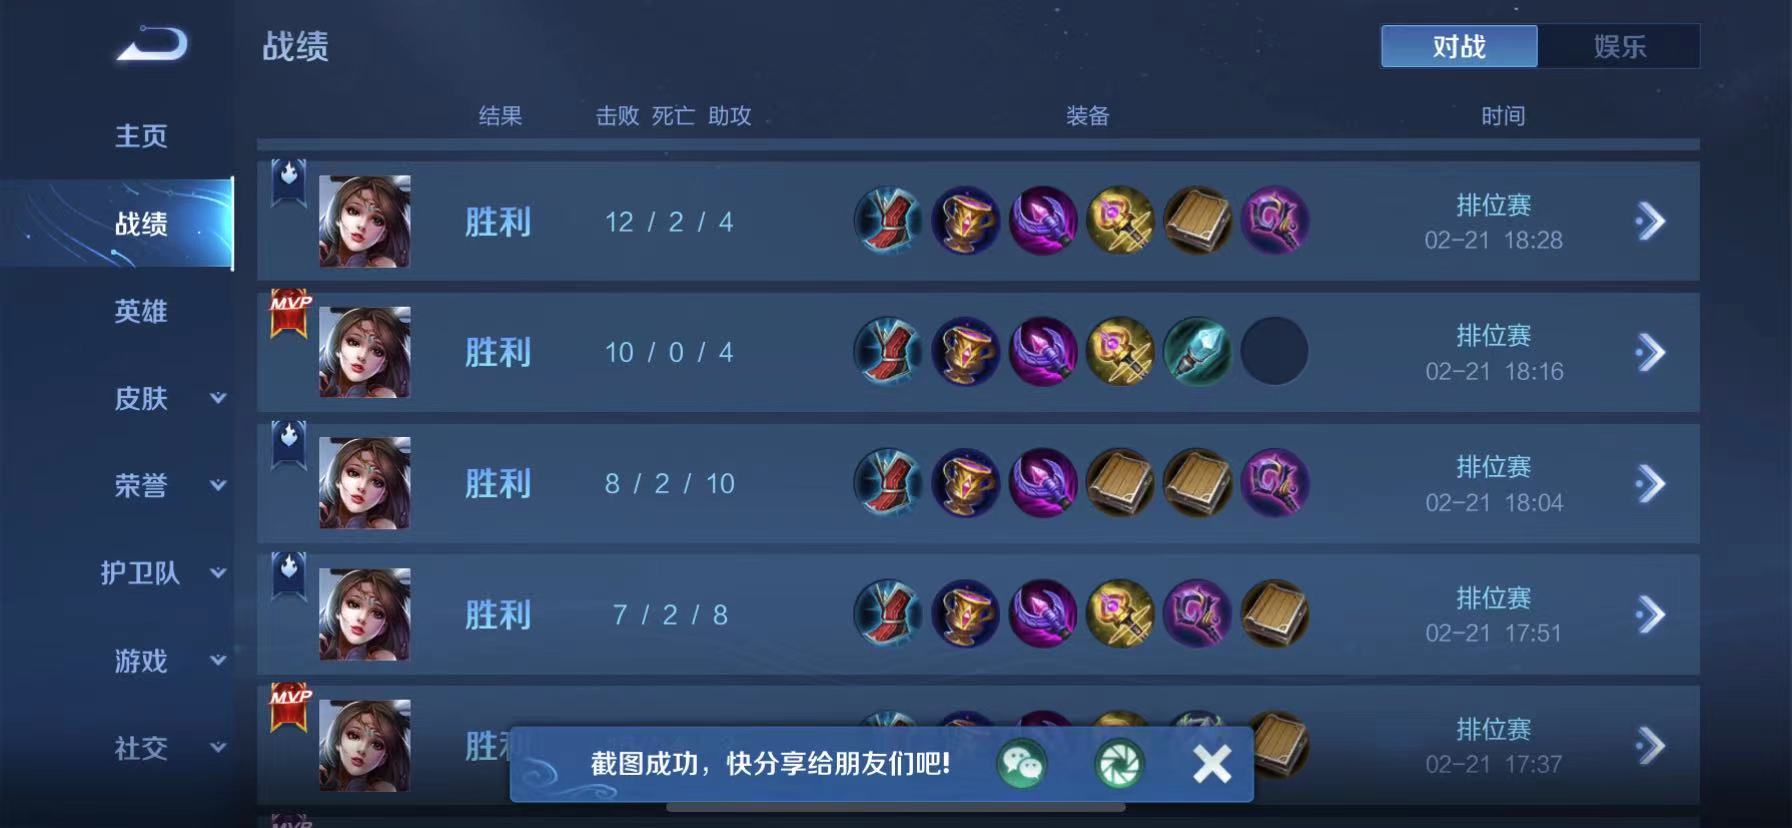 战绩
对战
娱乐
结果
击败 死亡 助攻
装备
时间
主页
战绩
英雄
皮肤
荣誉
护卫队
游戏
社交
胜利
12 / 2 / 4
排位赛
02-21 18:28
MVP
胜利
10 / 0 / 4
排位赛
02-21 18:16
胜利
8 / 2 / 10
排位赛
02-21 18:04
胜利
7 / 2 / 8
排位赛
02-21 17:51
MVP
胜利
排位赛
02-21 17:37
截图成功，快分享给朋友们吧!
MVP